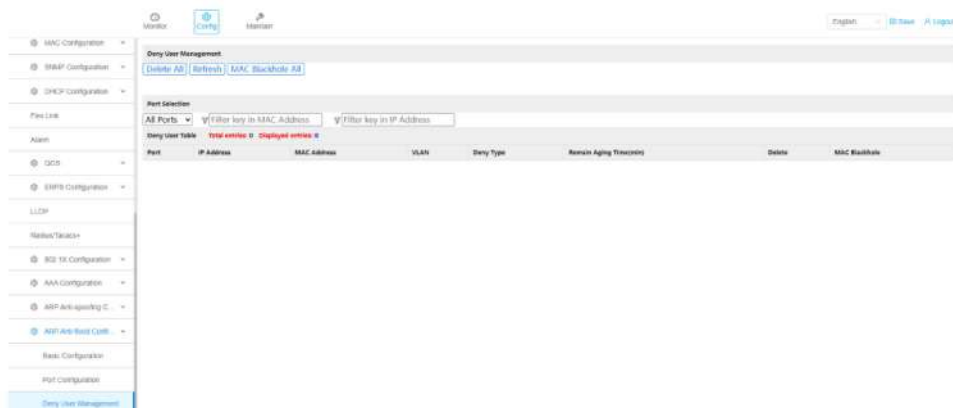 Monitor
Config
Maintain
English
Save
Logout
MAC Configuration
SNMP Configuration
DHCP Configuration
Flex Link
Alarm
QOS
ERPS Configuration
LLDP
Radius/Tacacs+
802.1X Configuration
AAA Configuration
ARP Anti-spoofing C...
ARP Anti-flood Confi...
Basic Configuration
Port Configuration
Deny User Management
Deny User Management
Delete All Refresh MAC Blackhole All
Port Selection
All Ports Filter key in MAC Address Filter key in IP Address
Deny User Table Total entries: 0 Displayed entries: 0
Port IP Address MAC Address VLAN Deny Type Remain Aging Time(min) Delete MAC Blackhole